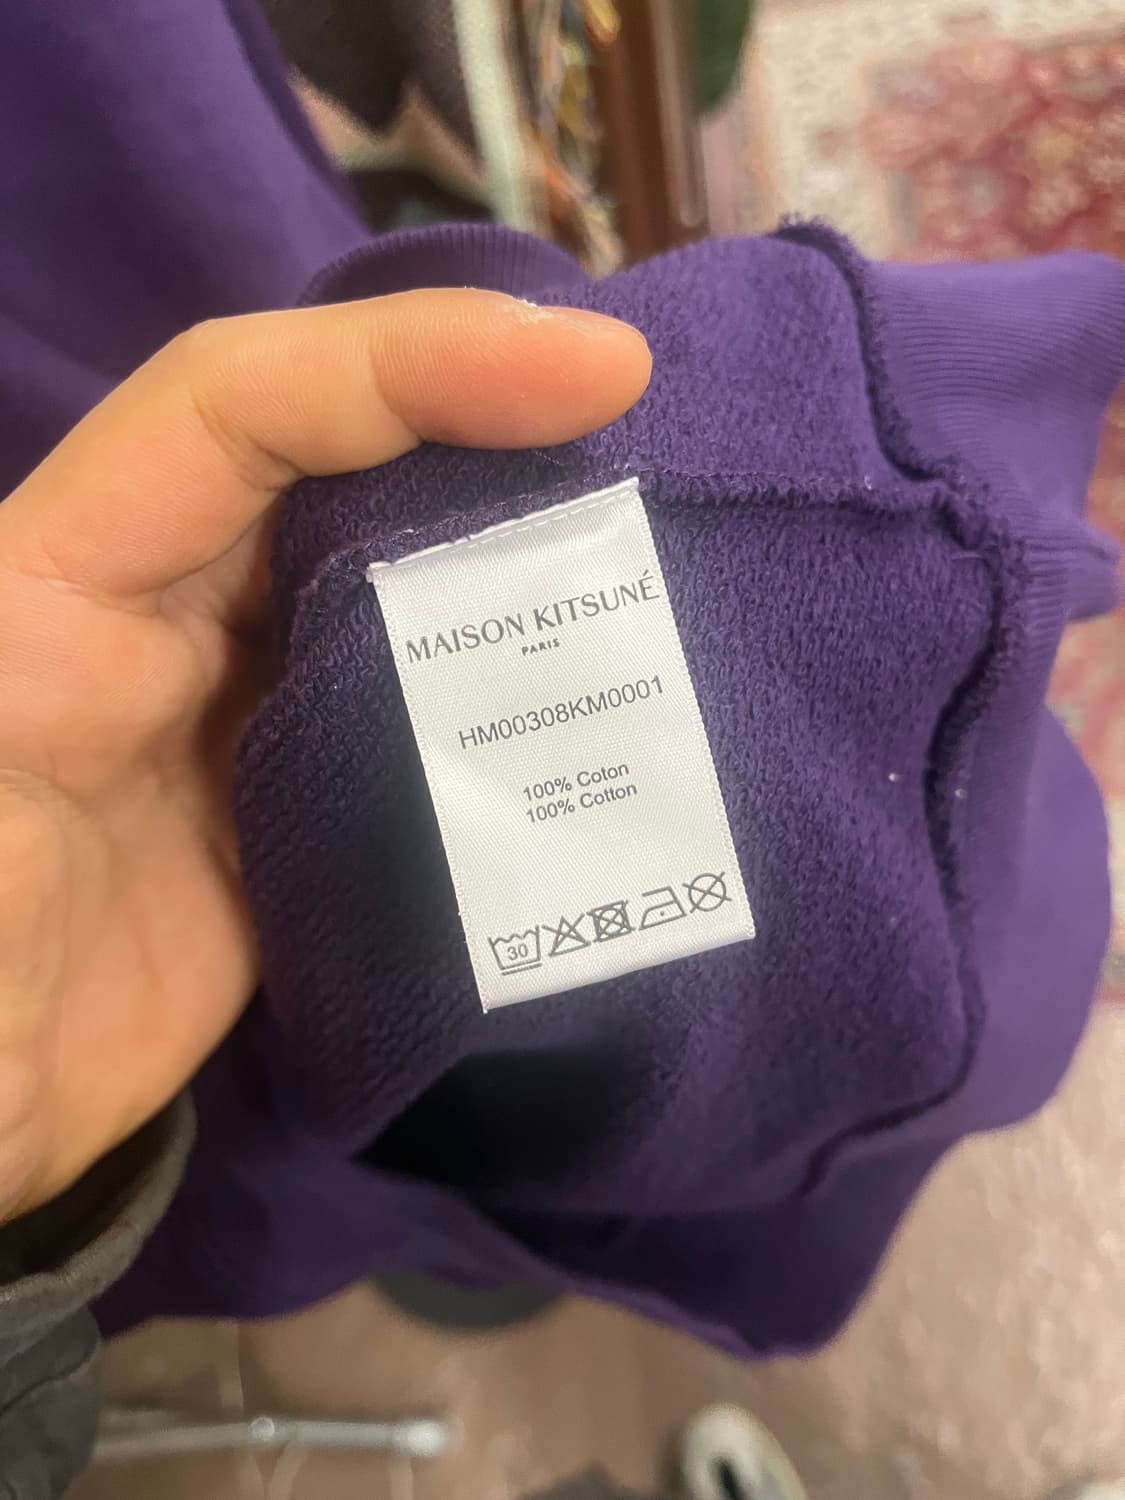 MAISON KITSUNÉ
PARIS
HM00308KM0001
100% Coton
100% Cotton
30